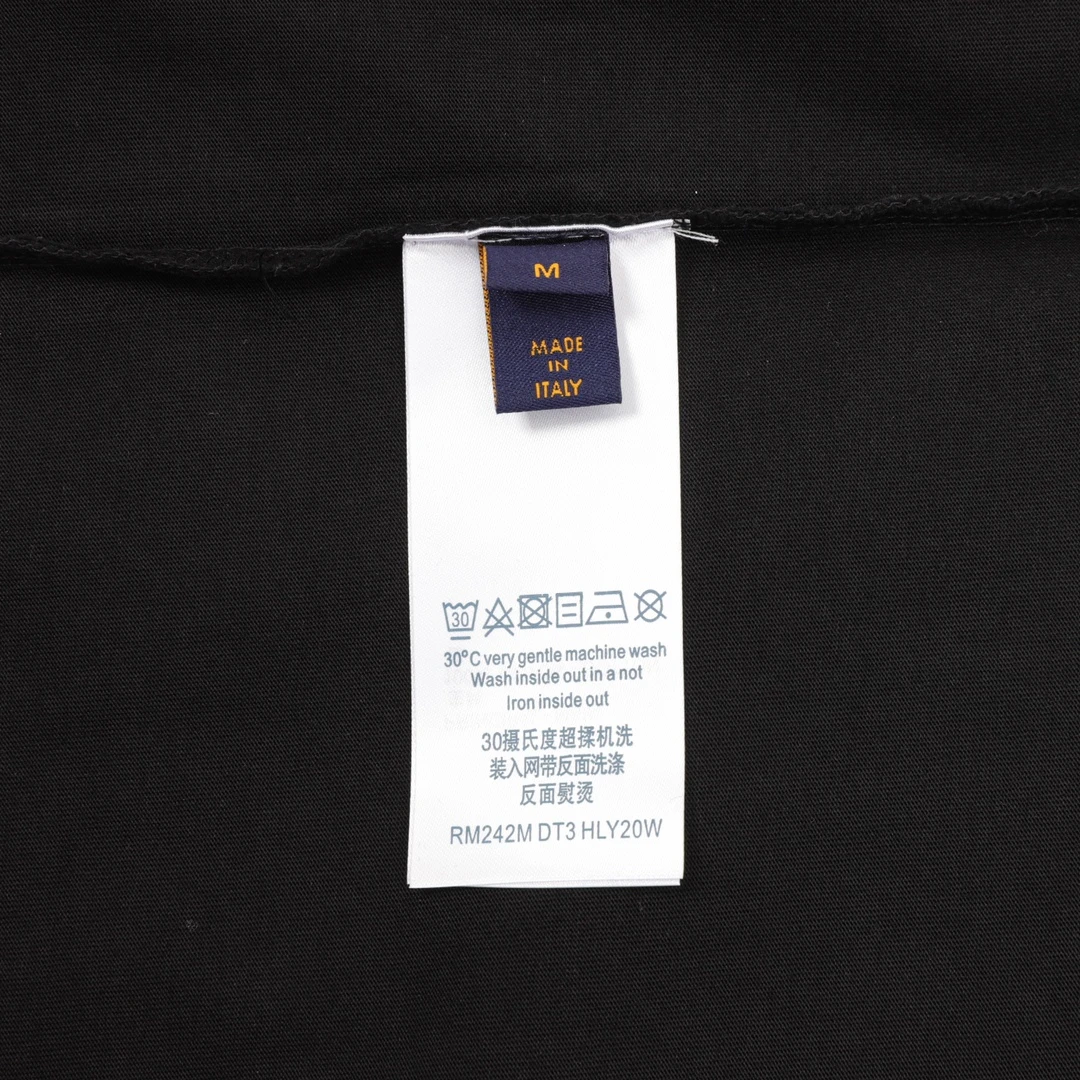 M
MADE
IN
ITALY
30
30°C very gentle machine wash
Wash inside out in a not
Iron inside out
30摄氏度超揉机洗
装入网带反面洗涤
反面熨烫
RM242M DT3 HLY20W